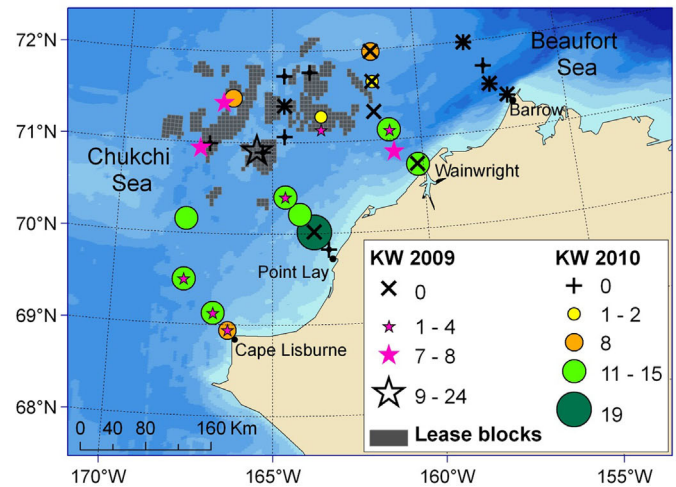 72°N
71°N
70°N
69°N
68°N
Beaufort
Sea
Barrow
Chukchi
Sea
Wainwright
Point Lay
Cape Lisburne
0 40 80 160 Km
KW 2009
0
1 - 4
7 - 8
9 - 24
Lease blocks
KW 2010
0
1 - 2
8
11 - 15
19
170°W 165°W 160°W 155°W